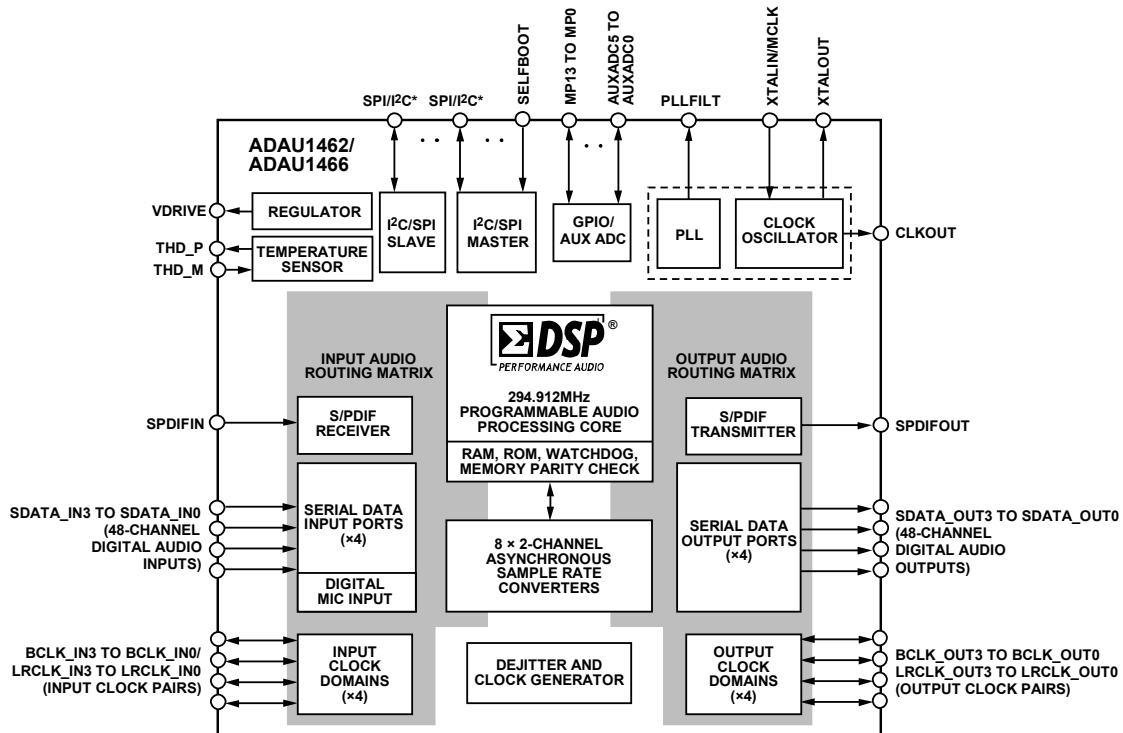 SPI/I²C*
SPI/I²C*
SELFBOOT
MP13 TO MP0
AUXADC5 TO
AUXADC0
PLLFILT
XTALIN/MCLK
XTALOUT
ADAU1462/
ADAU1466
VDRIVE
REGULATOR
THD_P
THD_M
TEMPERATURE
SENSOR
I²C/SPI
SLAVE
I²C/SPI
MASTER
GPIO/
AUX ADC
PLL
CLOCK
OSCILLATOR
CLKOUT
INPUT AUDIO
ROUTING MATRIX
ΣDSP®
PERFORMANCE AUDIO
294.912MHz
PROGRAMMABLE AUDIO
PROCESSING CORE
RAM, ROM, WATCHDOG,
MEMORY PARITY CHECK
OUTPUT AUDIO
ROUTING MATRIX
SPDIFIN
S/PDIF
RECEIVER
S/PDIF
TRANSMITTER
SPDIFOUT
SDATA_IN3 TO SDATA_IN0
(48-CHANNEL
DIGITAL AUDIO
INPUTS)
SERIAL DATA
INPUT PORTS
(×4)
DIGITAL
MIC INPUT
8 × 2-CHANNEL
ASYNCHRONOUS
SAMPLE RATE
CONVERTERS
SERIAL DATA
OUTPUT PORTS
(×4)
SDATA_OUT3 TO SDATA_OUT0
(48-CHANNEL
DIGITAL AUDIO
OUTPUTS)
BCLK_IN3 TO BCLK_IN0/
LRCLK_IN3 TO LRCLK_IN0
(INPUT CLOCK PAIRS)
INPUT
CLOCK
DOMAINS
(×4)
DEJITTER AND
CLOCK GENERATOR
OUTPUT
CLOCK
DOMAINS
(×4)
BCLK_OUT3 TO BCLK_OUT0
LRCLK_OUT3 TO LRCLK_OUT0
(OUTPUT CLOCK PAIRS)